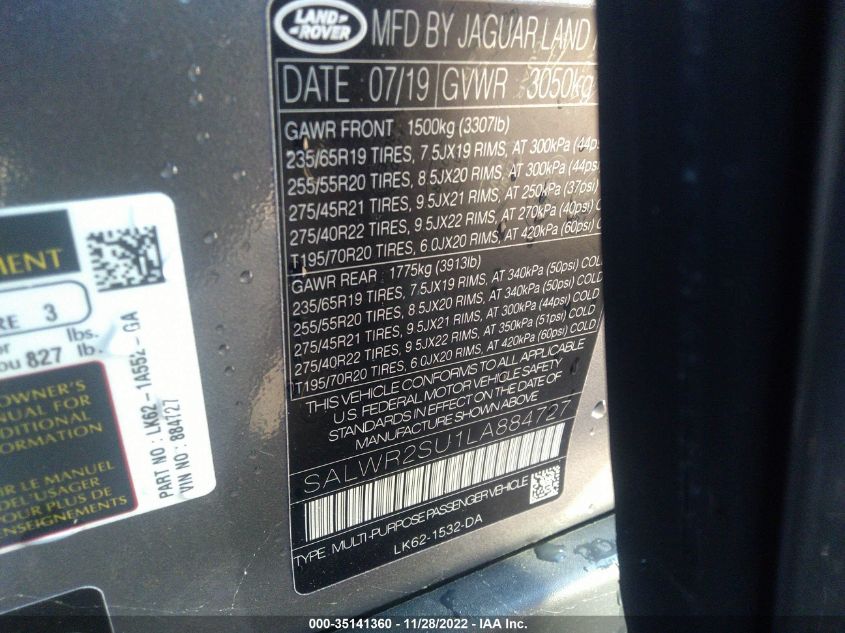 LAND
ROVER
MFD BY JAGUAR LAND
DATE 07/19 GVWR 3050kg
GAWR FRONT 1500kg (3307lb)
235/65R19 TIRES, 7.5JX19 RIMS, AT 300kPa (44psi)
255/55R20 TIRES, 8.5JX20 RIMS, AT 300kPa (44psi)
275/45R21 TIRES, 9.5JX21 RIMS, AT 250kPa (37psi)
275/40R22 TIRES, 9.5JX22 RIMS, AT 270kPa (40psi)
T195/70R20 TIRES, 6.0JX20 RIMS, AT 420kPa (60psi)
GAWR REAR 1775kg (3913lb)
235/65R19 TIRES, 7.5JX19 RIMS, AT 340kPa (50psi) COLD
255/55R20 TIRES, 8.5JX20 RIMS, AT 340kPa (50psi) COLD
275/45R21 TIRES, 9.5JX21 RIMS, AT 300kPa (44psi) COLD
275/40R22 TIRES, 9.5JX22 RIMS, AT 350kPa (51psi) COLD
T195/70R20 TIRES, 6.0JX20 RIMS, AT 420kPa (60psi) COLD
THIS VEHICLE CONFORMS TO ALL APPLICABLE
U.S. FEDERAL MOTOR VEHICLE SAFETY
STANDARDS IN EFFECT ON THE DATE OF
MANUFACTURE SHOWN ABOVE
SALWR2SU1LA884727
TYPE MULTI-PURPOSE PASSENGER VEHICLE
LK62-1532-DA
3
lbs.
827 lb.
OWNER'S
FOR
INFORMATION
LE MANUEL
DE L'USAGER
POUR PLUS DE
RENSEIGNEMENTS
PART NO : LK62-1A552-GA
VIN NO : 884727
000-35141360 - 11/28/2022 - IAA Inc.